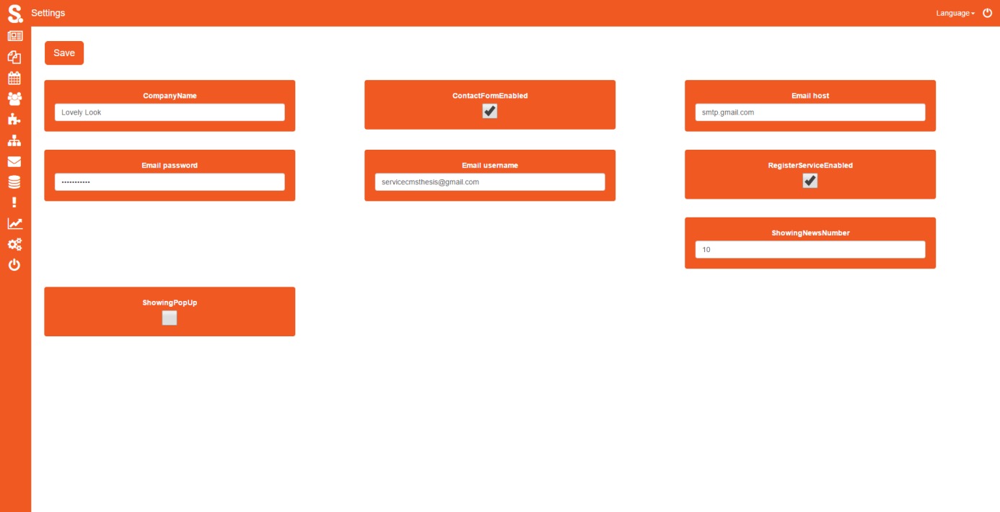 S.
Settings
Language
Save
CompanyName
Lovely Look
ContactFormEnabled
Email host
smtp.gmail.com
Email password
•••••••••••
Email username
servicecmsthesis@gmail.com
RegisterServiceEnabled
ShowingNewsNumber
10
ShowingPopUp